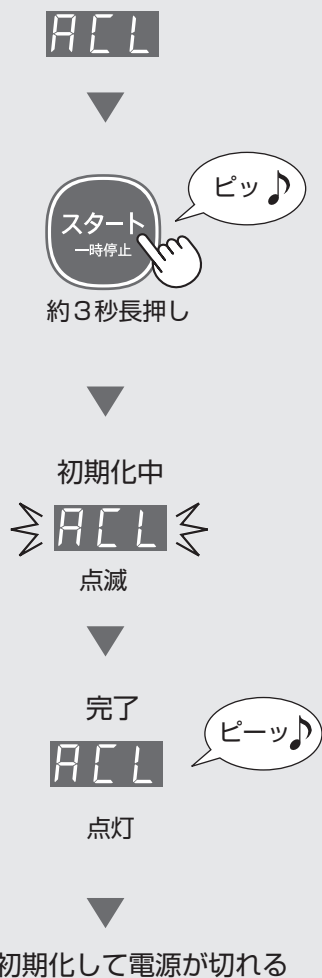 ACL
ピッ♪
スタート
一時停止
約3秒長押し
初期化中
ACL
点滅
完了
ACL
ピーッ♪
点灯
初期化して電源が切れる